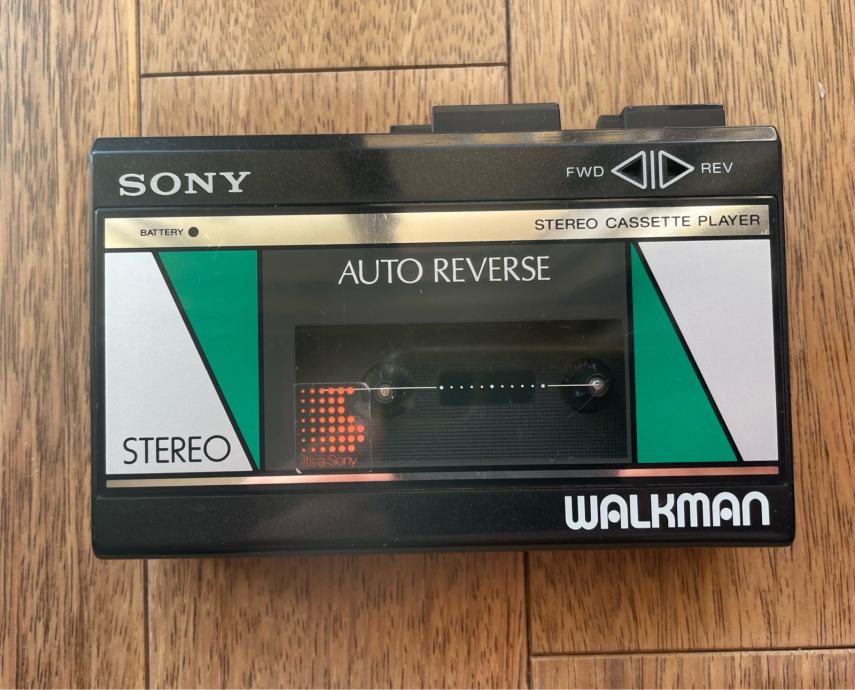 SONY
FWD REV
BATTERY
STEREO CASSETTE PLAYER
AUTO REVERSE
It's a Sony
STEREO
WALKMAN